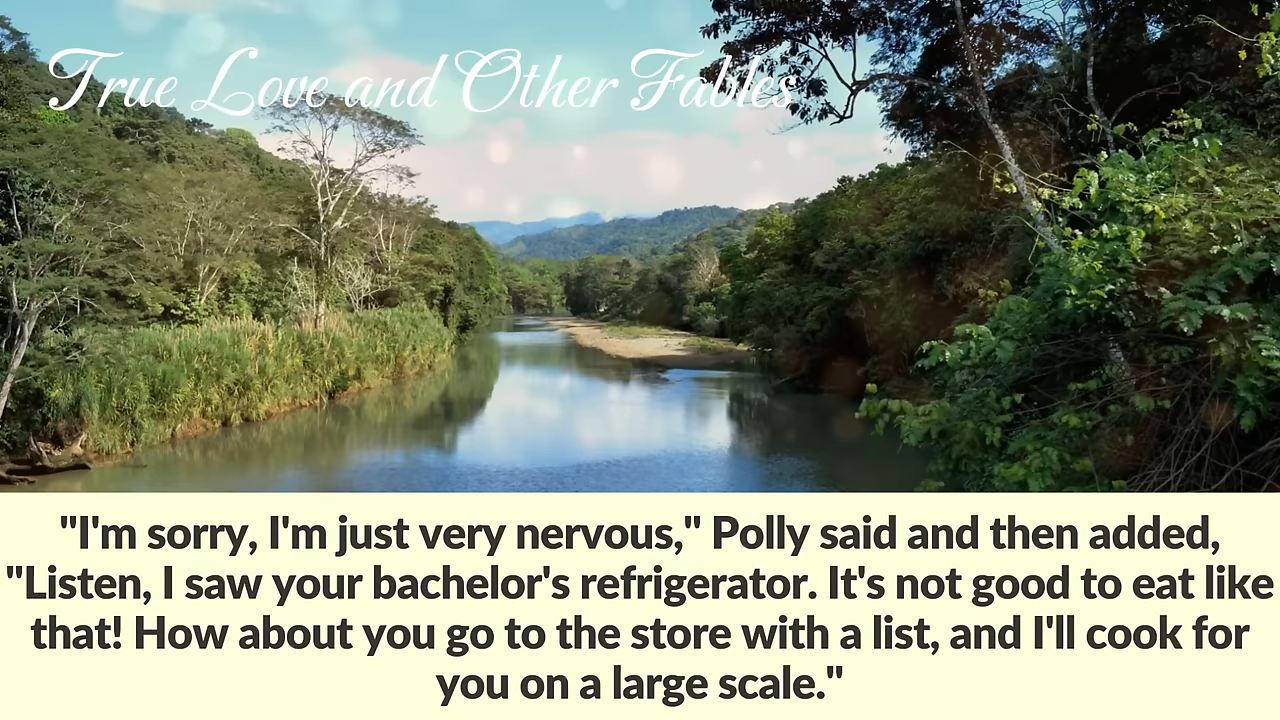 True Love and Other Fables
"I'm sorry, I'm just very nervous," Polly said and then added,
"Listen, I saw your bachelor's refrigerator. It's not good to eat like
that! How about you go to the store with a list, and I'll cook for
you on a large scale."